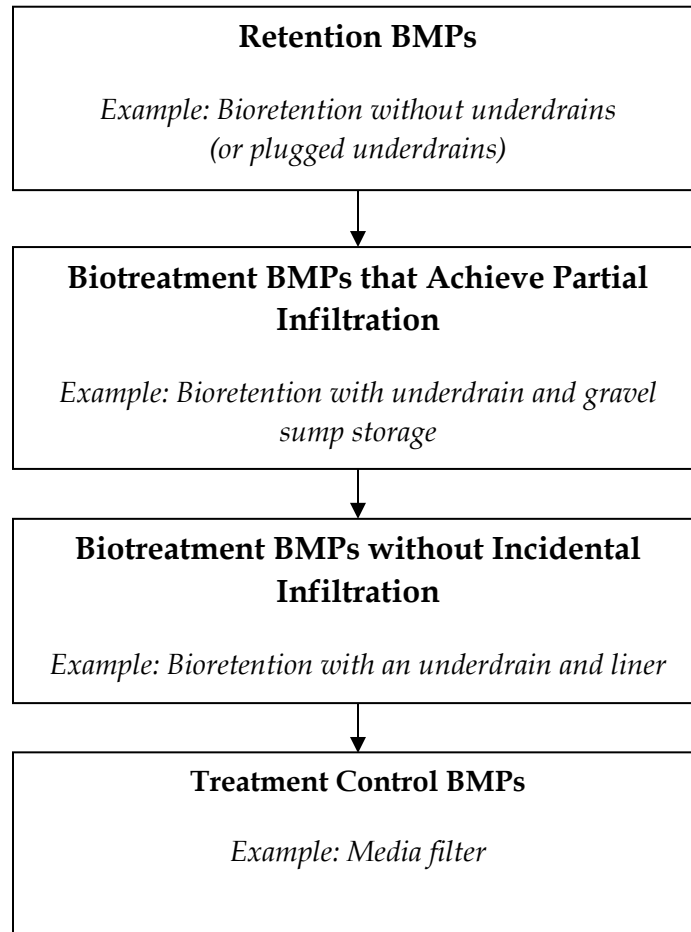 Retention BMPs
Example: Bioretention without underdrains
(or plugged underdrains)
Biotreatment BMPs that Achieve Partial
Infiltration
Example: Bioretention with underdrain and gravel
sump storage
Biotreatment BMPs without Incidental
Infiltration
Example: Bioretention with an underdrain and liner
Treatment Control BMPs
Example: Media filter